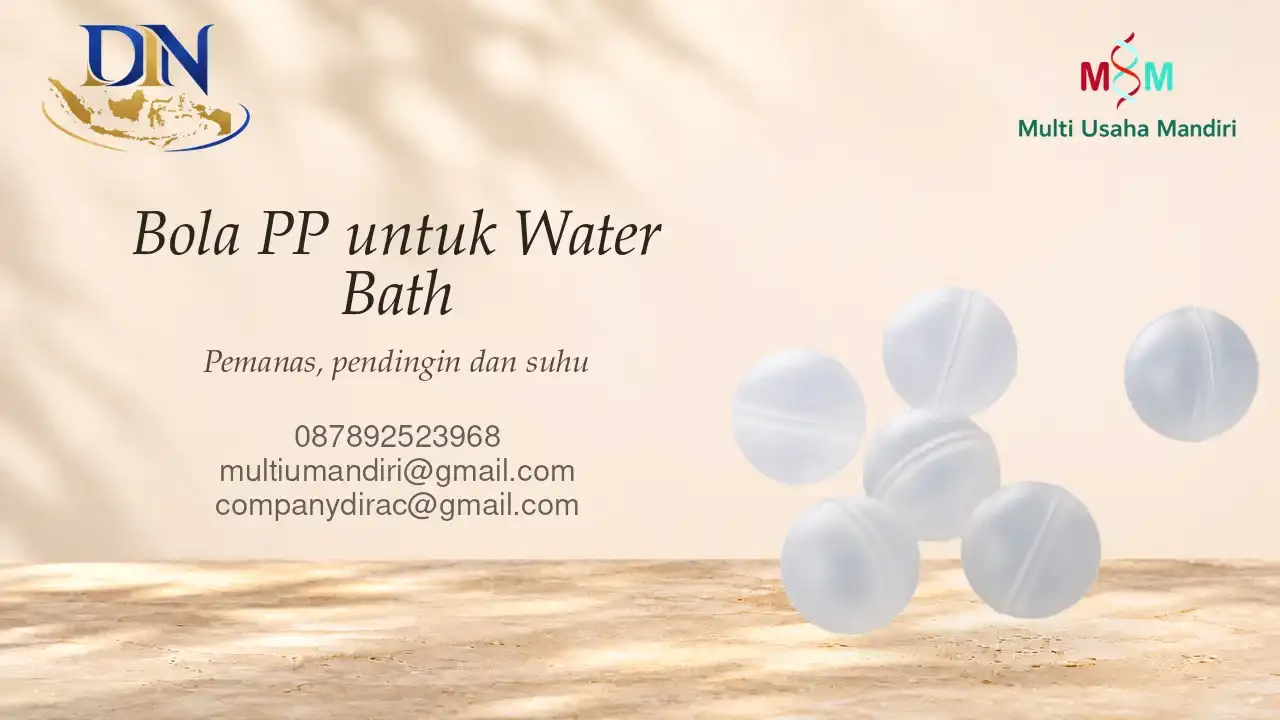 DIN
MSM
Multi Usaha Mandiri
Bola PP untuk Water
Bath
Pemanas, pendingin dan suhu
087892523968
multiumandiri@gmail.com
companydirac@gmail.com